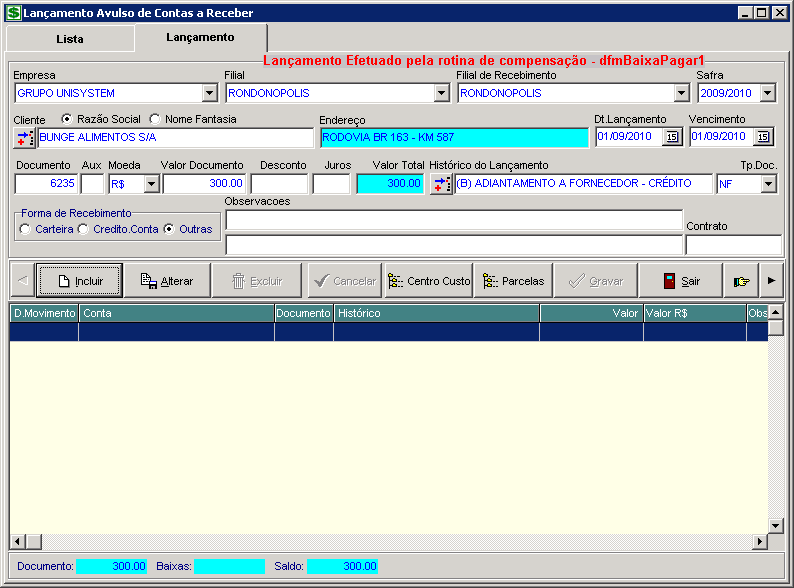 Lançamento Avulso de Contas a Receber
Lista Lançamento
Lançamento Efetuado pela rotina de compensação - dfmBaixaPagar1
Empresa Filial Filial de Recebimento Safra
GRUPO UNISYSTEM RONDONOPOLIS RONDONOPOLIS 2009/2010
Cliente Razão Social Nome Fantasia Endereço Dt.Lançamento Vencimento
BUNGE ALIMENTOS S/A RODOVIA BR 163 - KM 587 01/09/2010 15 01/09/2010 15
Documento Aux Moeda Valor Documento Desconto Juros Valor Total Histórico do Lançamento Tp.Doc.
6235 R$ 300.00 300.00 (B) ADIANTAMENTO A FORNECEDOR - CRÉDITO NF
Forma de Recebimento Observacoes
Carteira Credito.Conta Outras Contrato
Incluir Alterar Excluir Cancelar Centro Custo Parcelas Gravar Sair
D.Movimento Conta Documento Histórico Valor Valor R$ Obs
Documento: 300.00 Baixas: Saldo: 300.00